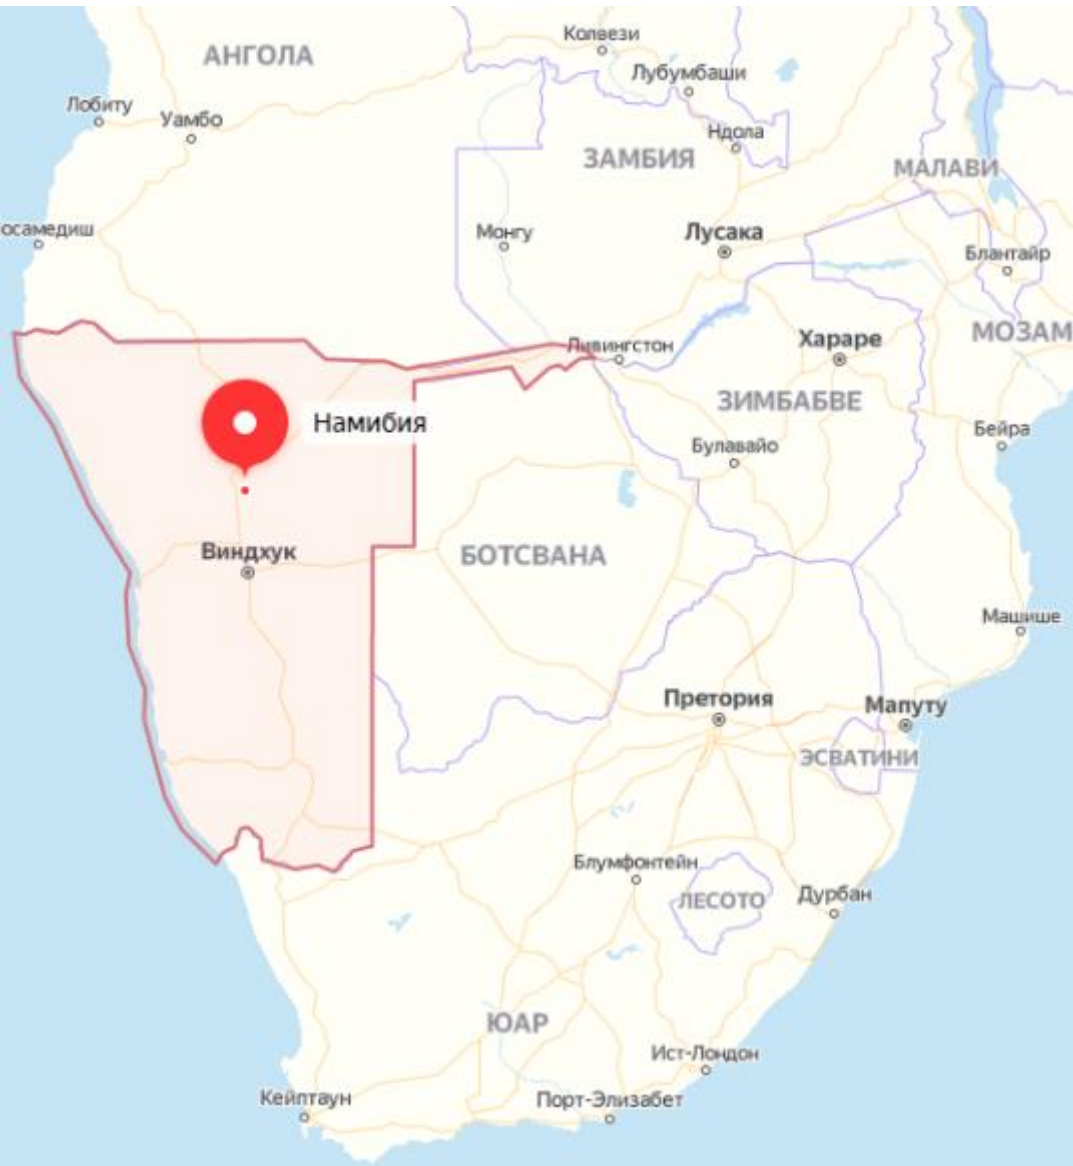 Колвези
АНГОЛА
Лубумбаши
Лобиту
Уамбо
Ндола
ЗАМБИЯ
МАЛАВИ
осамедиш
Монгу
Лусака
Блантайр
МОЗАМ
Ливингстон
Хараре
ЗИМБАБВЕ
Намибия
Бейра
Булавайо
Виндхук
БОТСВАНА
Машише
Претория
Мапуту
ЭСВАТИНИ
Блумфонтейн
ЛЕСОТО
Дурбан
ЮАР
Ист-Лондон
Кейптаун
Порт-Элизабет